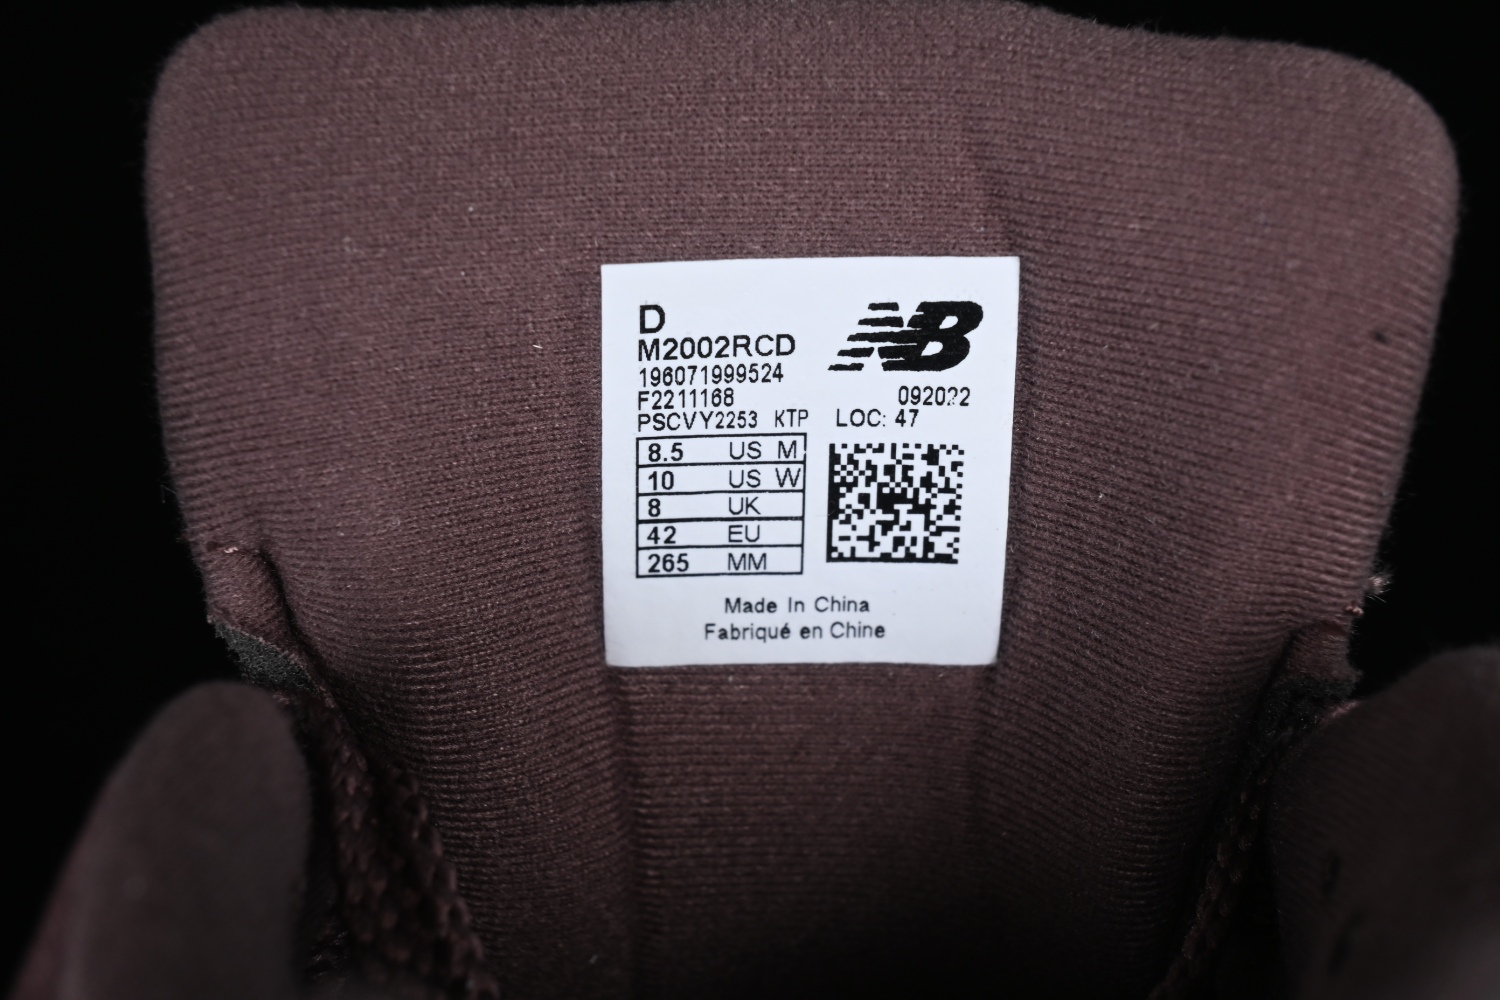 D
M2002RCD
NB
196071999524
F2211168
092022
PSCVY2253 KTP LOC: 47
8.5 US M
10 US W
8 UK
42 EU
265 MM
Made In China
Fabriqué en Chine